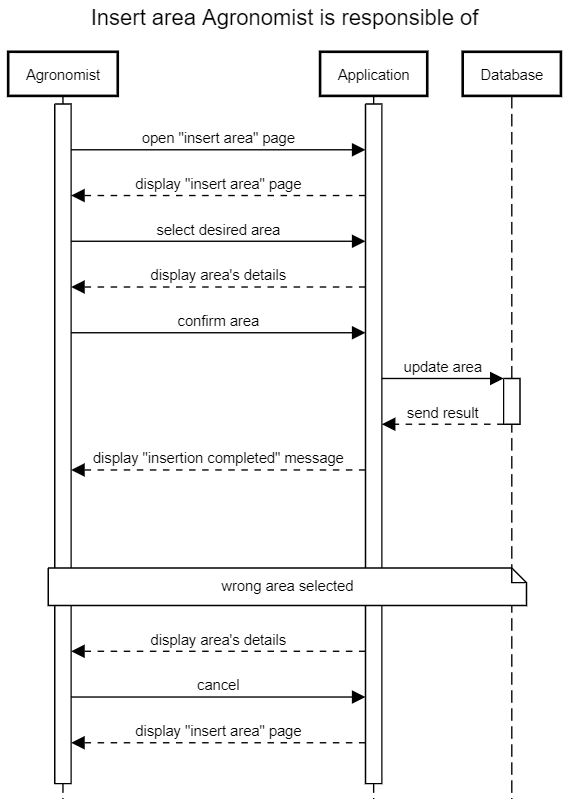 Insert area Agronomist is responsible of
Agronomist
Application
Database
open "insert area" page
display "insert area" page
select desired area
display area's details
confirm area
update area
send result
display "insertion completed" message
wrong area selected
display area's details
cancel
display "insert area" page